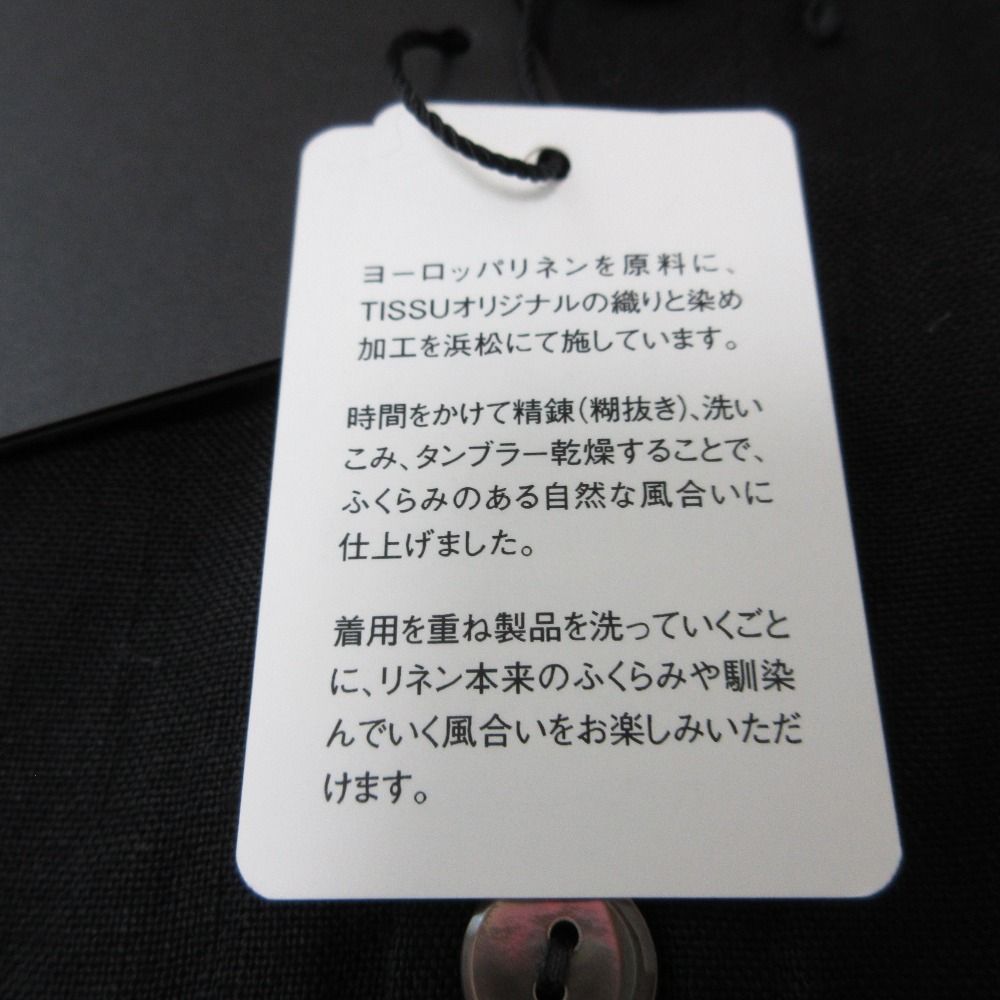 ヨーロッパリネンを原料に、
TISSUオリジナルの織りと染め
加工を浜松にて施しています。
時間をかけて精錬(糊抜き)、洗い
こみ、タンブラー乾燥することで、
ふくらみのある自然な風合いに
仕上げました。
着用を重ね製品を洗っていくごと
に、リネン本来のふくらみや馴染
んでいく風合いをお楽しみいただ
けます。